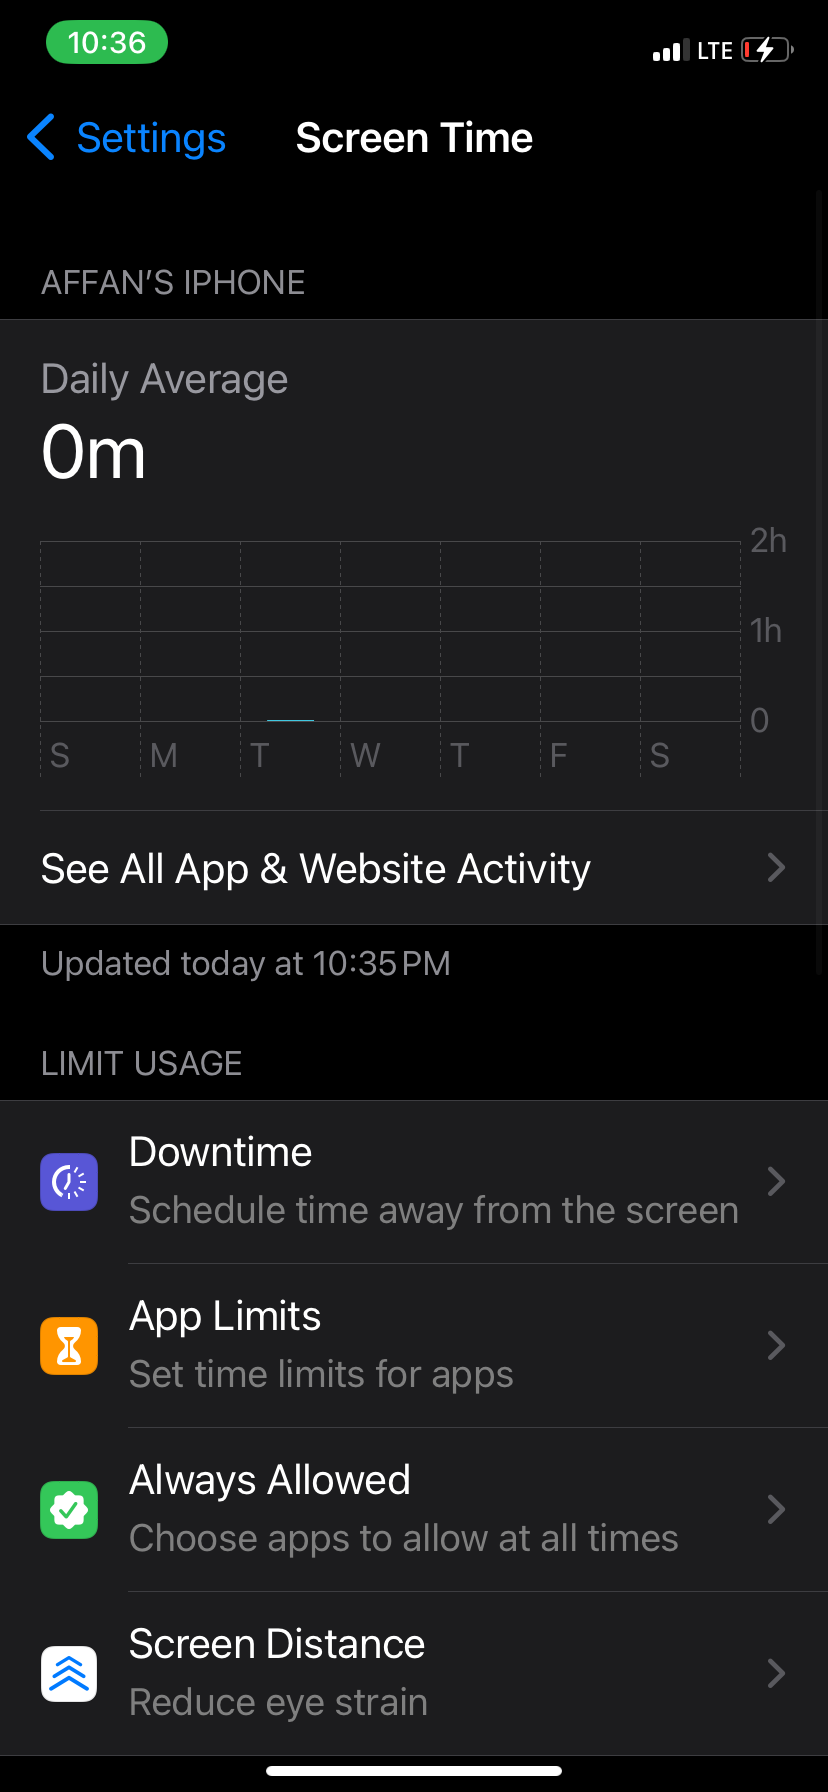 10:36
LTE
Settings
Screen Time
AFFAN’S IPHONE
Daily Average
0m
2h
1h
0
S M T W T F S
See All App & Website Activity
Updated today at 10:35 PM
LIMIT USAGE
Downtime
Schedule time away from the screen
App Limits
Set time limits for apps
Always Allowed
Choose apps to allow at all times
Screen Distance
Reduce eye strain